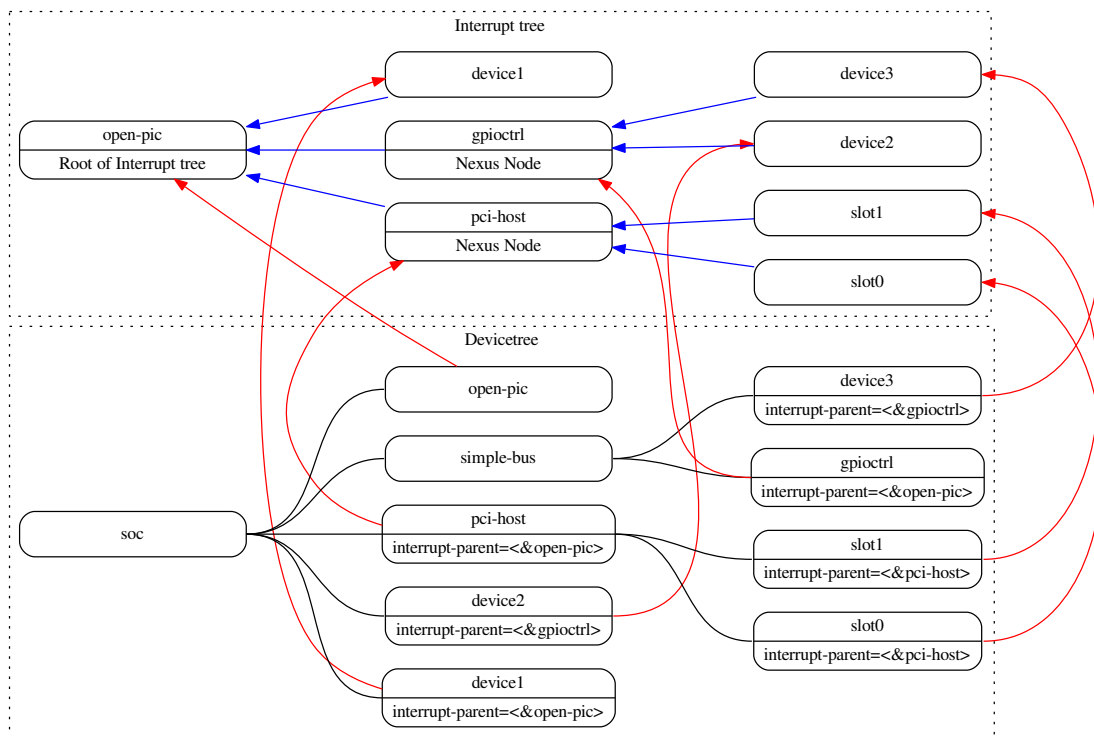 Interrupt tree
device1
device3
open-pic
Root of Interrupt tree
gpioctrl
Nexus Node
device2
pci-host
Nexus Node
slot1
slot0
Devicetree
open-pic
device3
interrupt-parent=<&gpioctrl>
simple-bus
gpioctrl
interrupt-parent=<&open-pic>
soc
pci-host
interrupt-parent=<&open-pic>
slot1
interrupt-parent=<&pci-host>
device2
interrupt-parent=<&gpioctrl>
slot0
interrupt-parent=<&pci-host>
device1
interrupt-parent=<&open-pic>